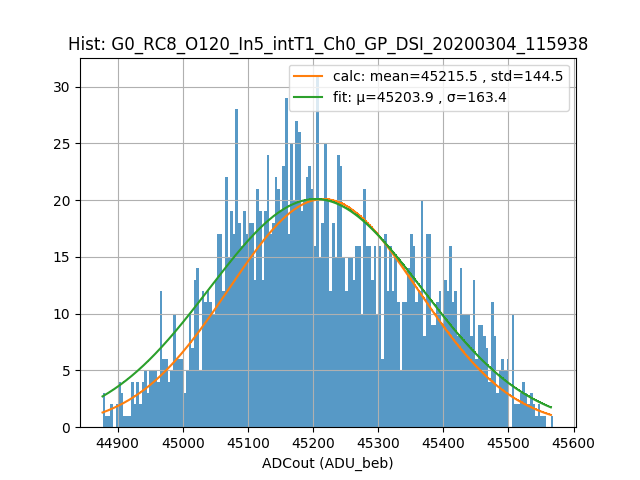 Hist: G0_RC8_O120_In5_intT1_Ch0_GP_DSI_20200304_115938
calc: mean=45215.5 , std=144.5
fit: μ=45203.9 , σ=163.4
30
25
20
15
10
5
0
44900 45000 45100 45200 45300 45400 45500 45600
ADCout (ADU_beb)